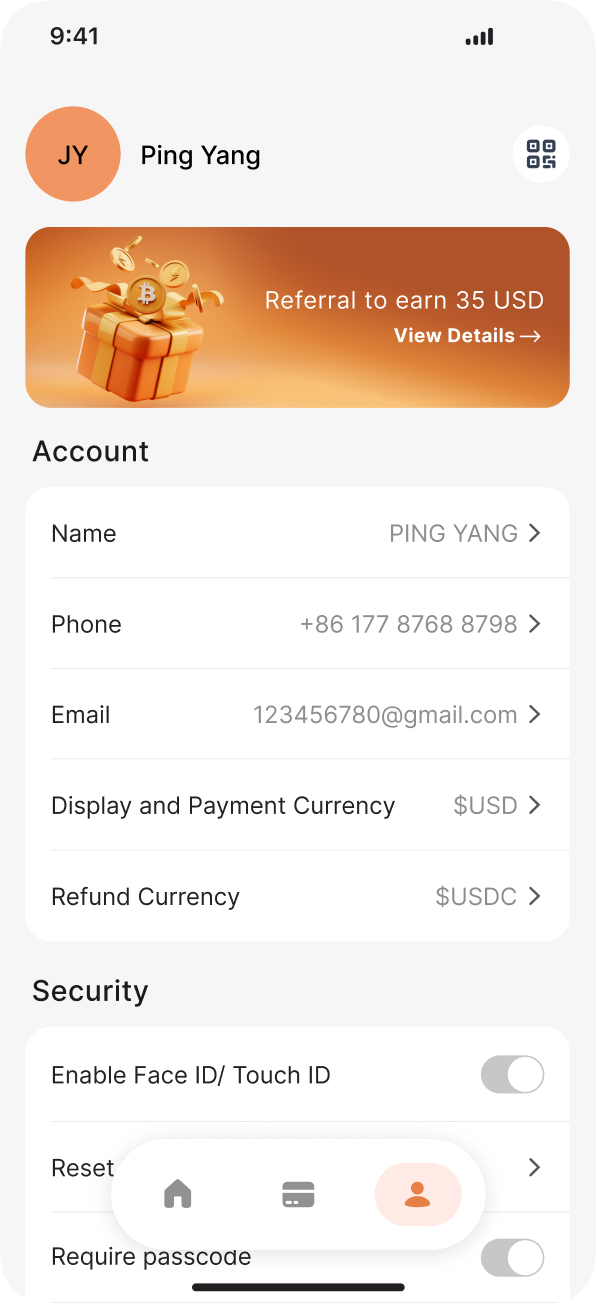 9:41
JY
Ping Yang
Referral to earn 35 USD
View Details
Account
Name PING YANG
Phone +86 177 8768 8798
Email 123456780@gmail.com
Display and Payment Currency $USD
Refund Currency $USDC
Security
Enable Face ID/ Touch ID
Reset
Require passcode